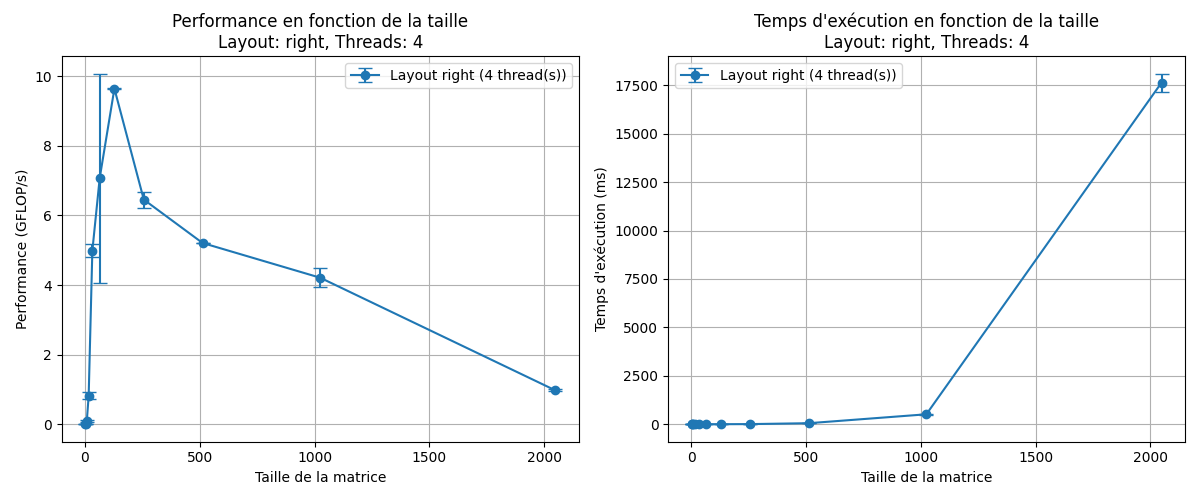 Performance en fonction de la taille
Layout: right, Threads: 4
Layout right (4 thread(s))
Performance (GFLOP/s)
10
8
6
4
2
0
0 500 1000 1500 2000
Taille de la matrice
Temps d'exécution en fonction de la taille
Layout: right, Threads: 4
Layout right (4 thread(s))
Temps d'exécution (ms)
17500
15000
12500
10000
7500
5000
2500
0
0 500 1000 1500 2000
Taille de la matrice